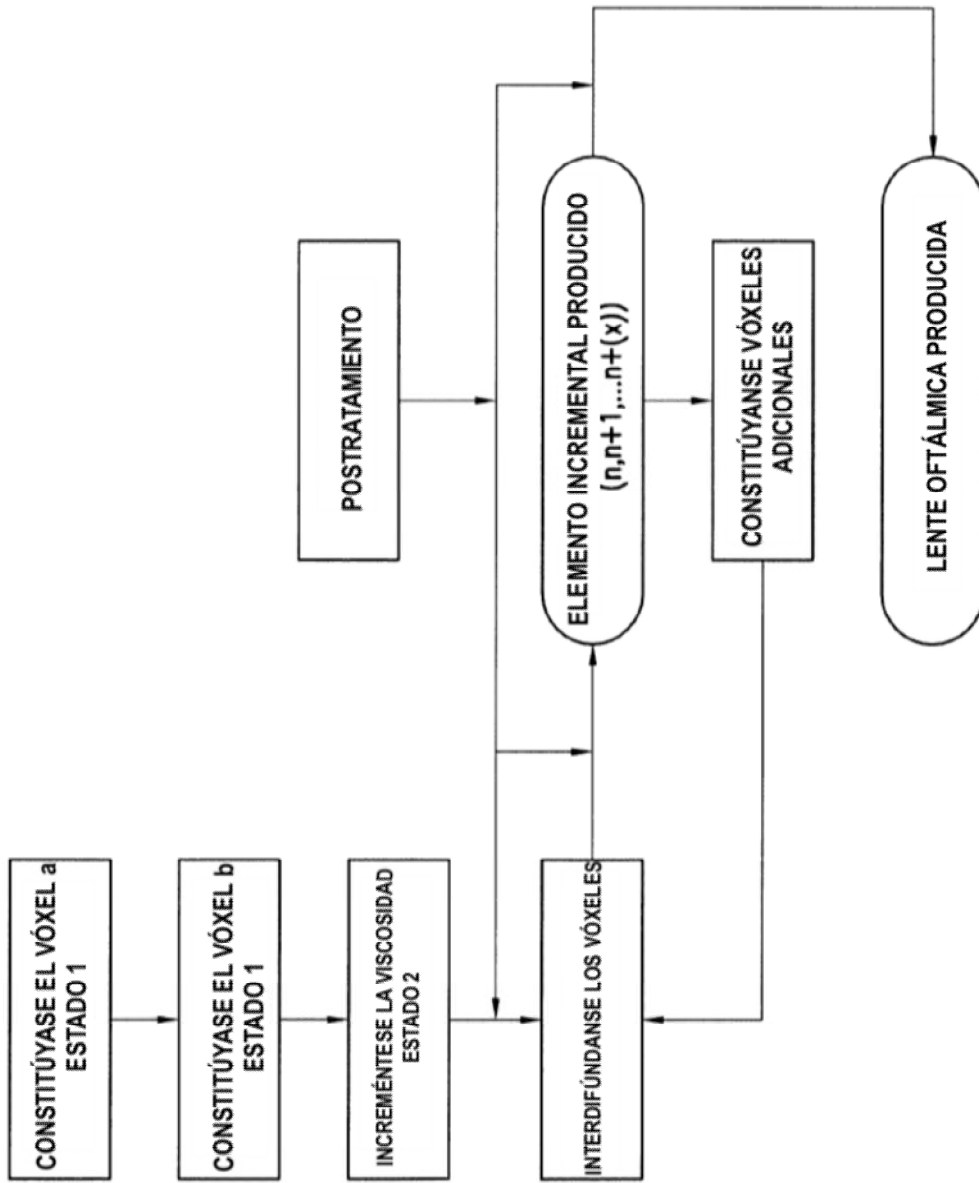 CONSTITÚYASE EL VÓXEL a
ESTADO 1
CONSTITÚYASE EL VÓXEL b
ESTADO 1
INCREMÉNTESE LA VISCOSIDAD
ESTADO 2
INTERDIFÚNDANSE LOS VÓXELES
POSTRATAMIENTO
ELEMENTO INCREMENTAL PRODUCIDO
(n,n+1,...n+(x))
CONSTITÚYANSE VÓXELES
ADICIONALES
LENTE OFTÁLMICA PRODUCIDA